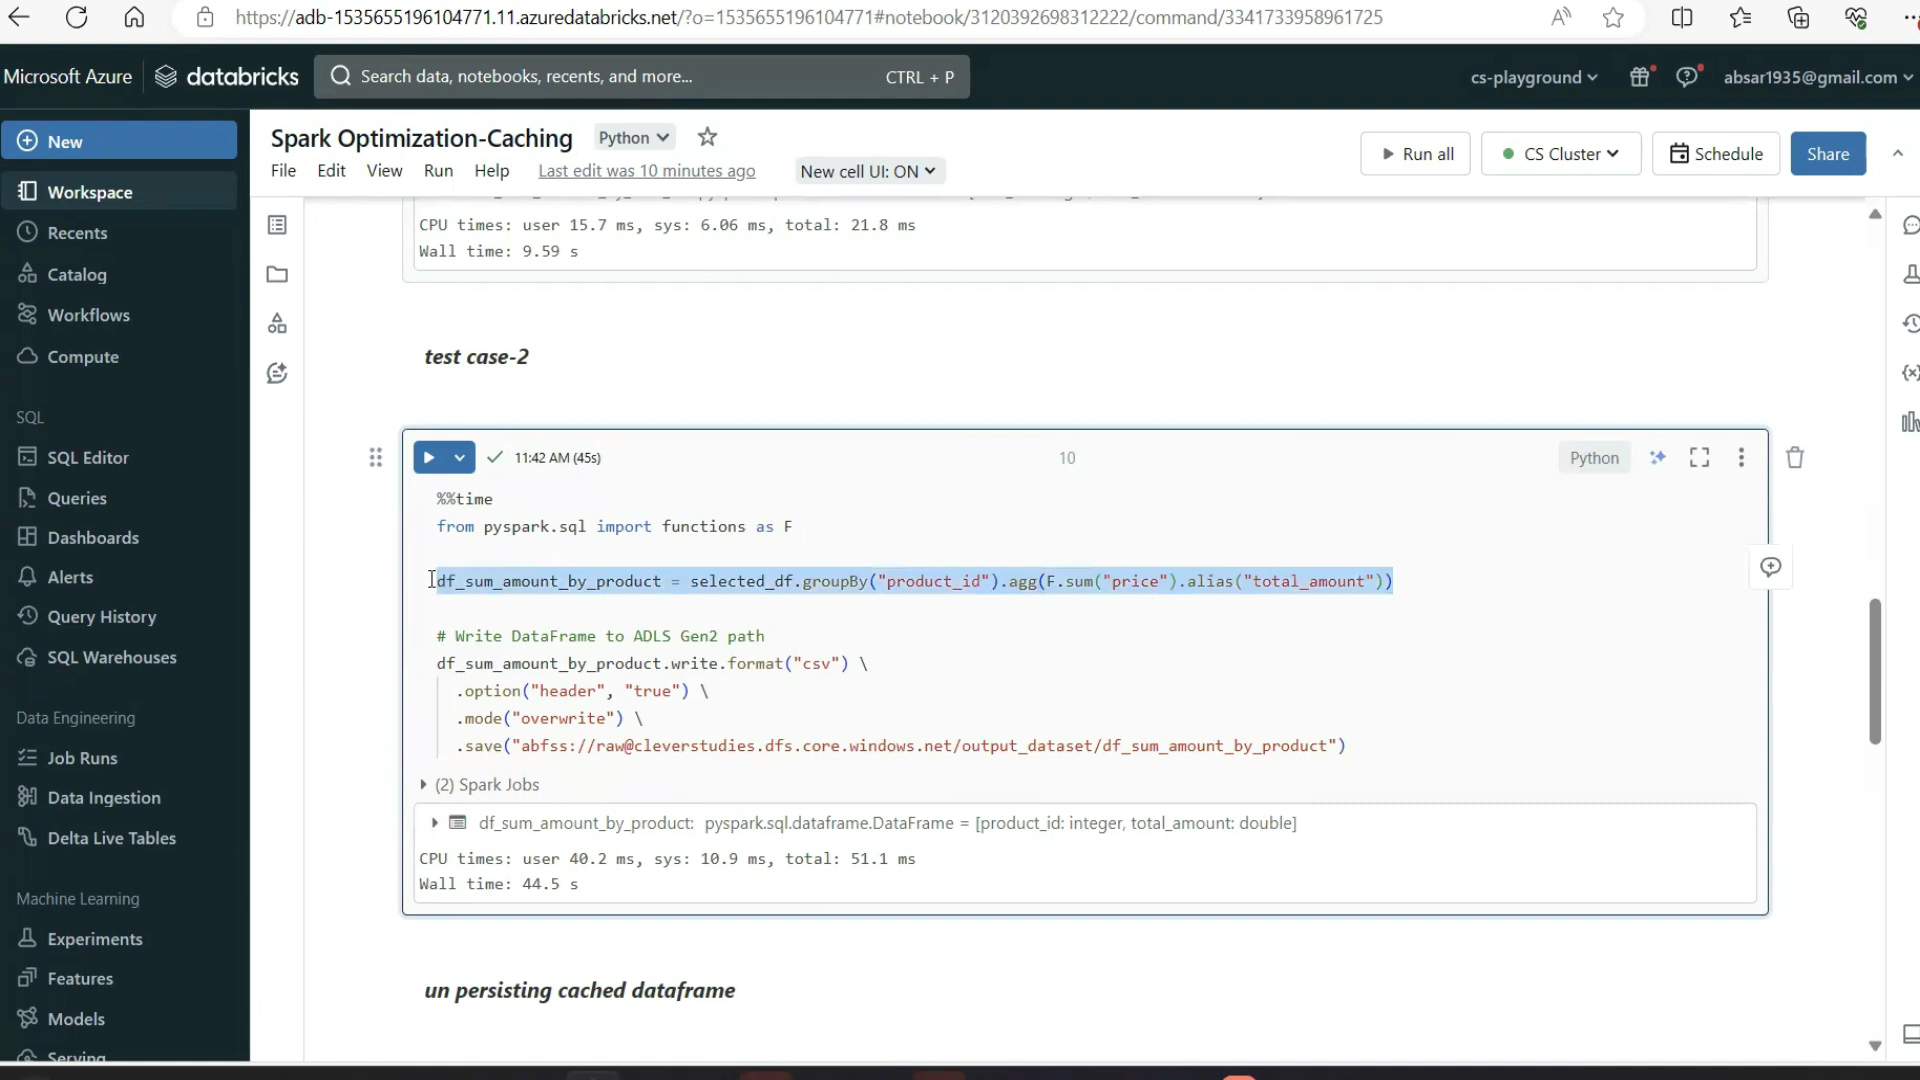 https://adb-1535655196104771.11.azuredatabricks.net/?o=1535655196104771#notebook/3120392698312222/command/3341733958961725
Microsoft Azure
databricks
Search data, notebooks, recents, and more...
CTRL + P
cs-playground
absar1935@gmail.com
New
Workspace
Recents
Catalog
Workflows
Compute
SQL
SQL Editor
Queries
Dashboards
Alerts
Query History
SQL Warehouses
Data Engineering
Job Runs
Data Ingestion
Delta Live Tables
Machine Learning
Experiments
Features
Models
Serving
Spark Optimization-Caching
Python
File
Edit
View
Run
Help
Last edit was 10 minutes ago
New cell UI: ON
Run all
CS Cluster
Schedule
Share
CPU times: user 15.7 ms, sys: 6.06 ms, total: 21.8 ms
Wall time: 9.59 s
test case-2
11:42 AM (45s)
10
Python
%%time
from pyspark.sql import functions as F
df_sum_amount_by_product = selected_df.groupBy("product_id").agg(F.sum("price").alias("total_amount"))
# Write DataFrame to ADLS Gen2 path
df_sum_amount_by_product.write.format("csv") \
.option("header", "true") \
.mode("overwrite") \
.save("abfss://raw@cleverstudies.dfs.core.windows.net/output_dataset/df_sum_amount_by_product")
(2) Spark Jobs
df_sum_amount_by_product: pyspark.sql.dataframe.DataFrame = [product_id: integer, total_amount: double]
CPU times: user 40.2 ms, sys: 10.9 ms, total: 51.1 ms
Wall time: 44.5 s
un persisting cached dataframe